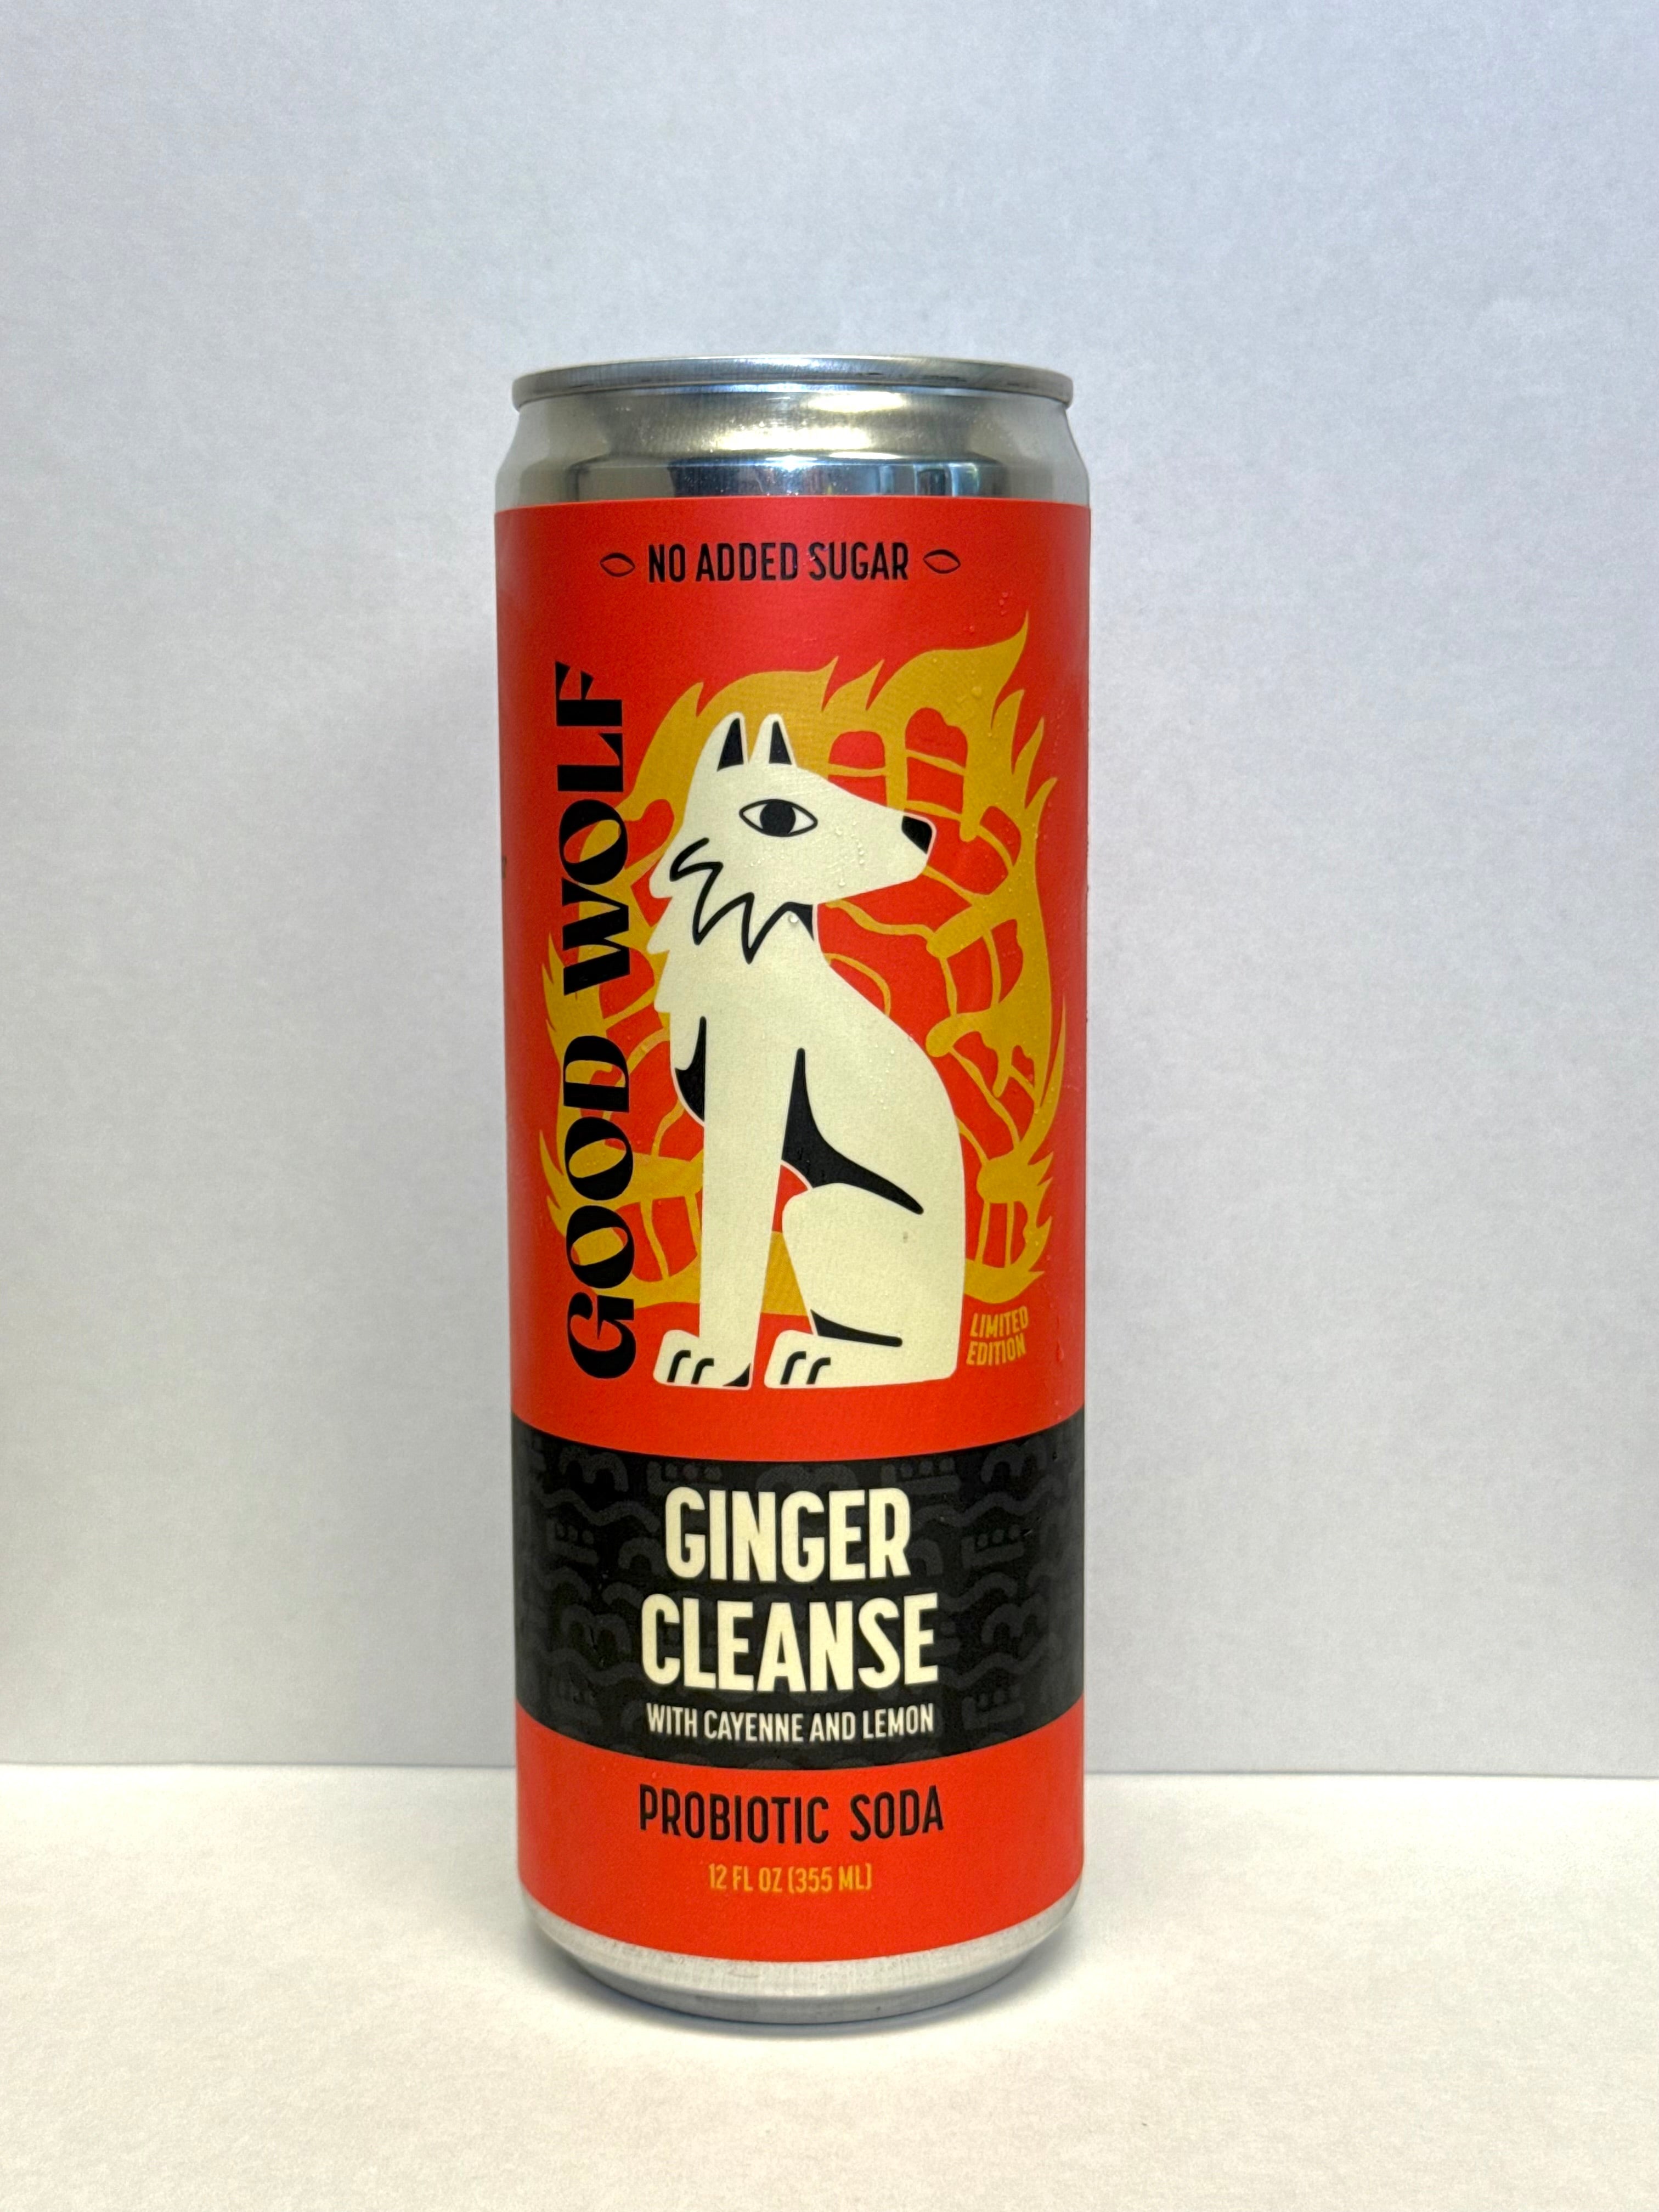 NO ADDED SUGAR
GOOD WOLF
LIMITED
EDITION
GINGER
CLEANSE
WITH CAYENNE AND LEMON
PROBIOTIC SODA
12 FL OZ (355 ML)